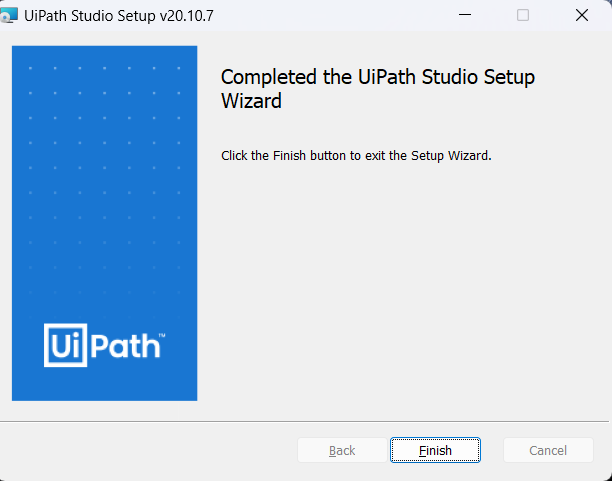 UiPath Studio Setup v20.10.7
Completed the UiPath Studio Setup
Wizard
Click the Finish button to exit the Setup Wizard.
UiPath™
Back
Finish
Cancel